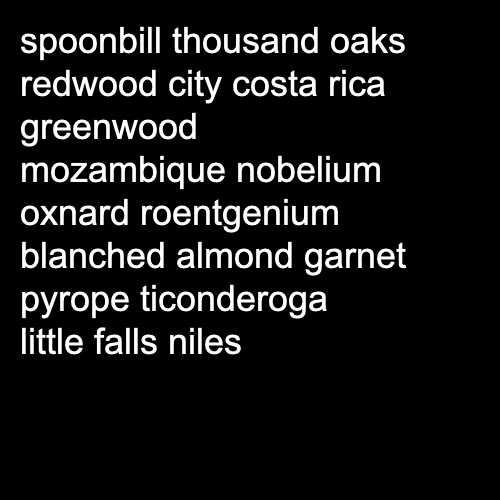 spoonbill thousand oaks
redwood city costa rica
greenwood
mozambique nobelium
oxnard roentgenium
blanched almond garnet
pyrope ticonderoga
little falls niles